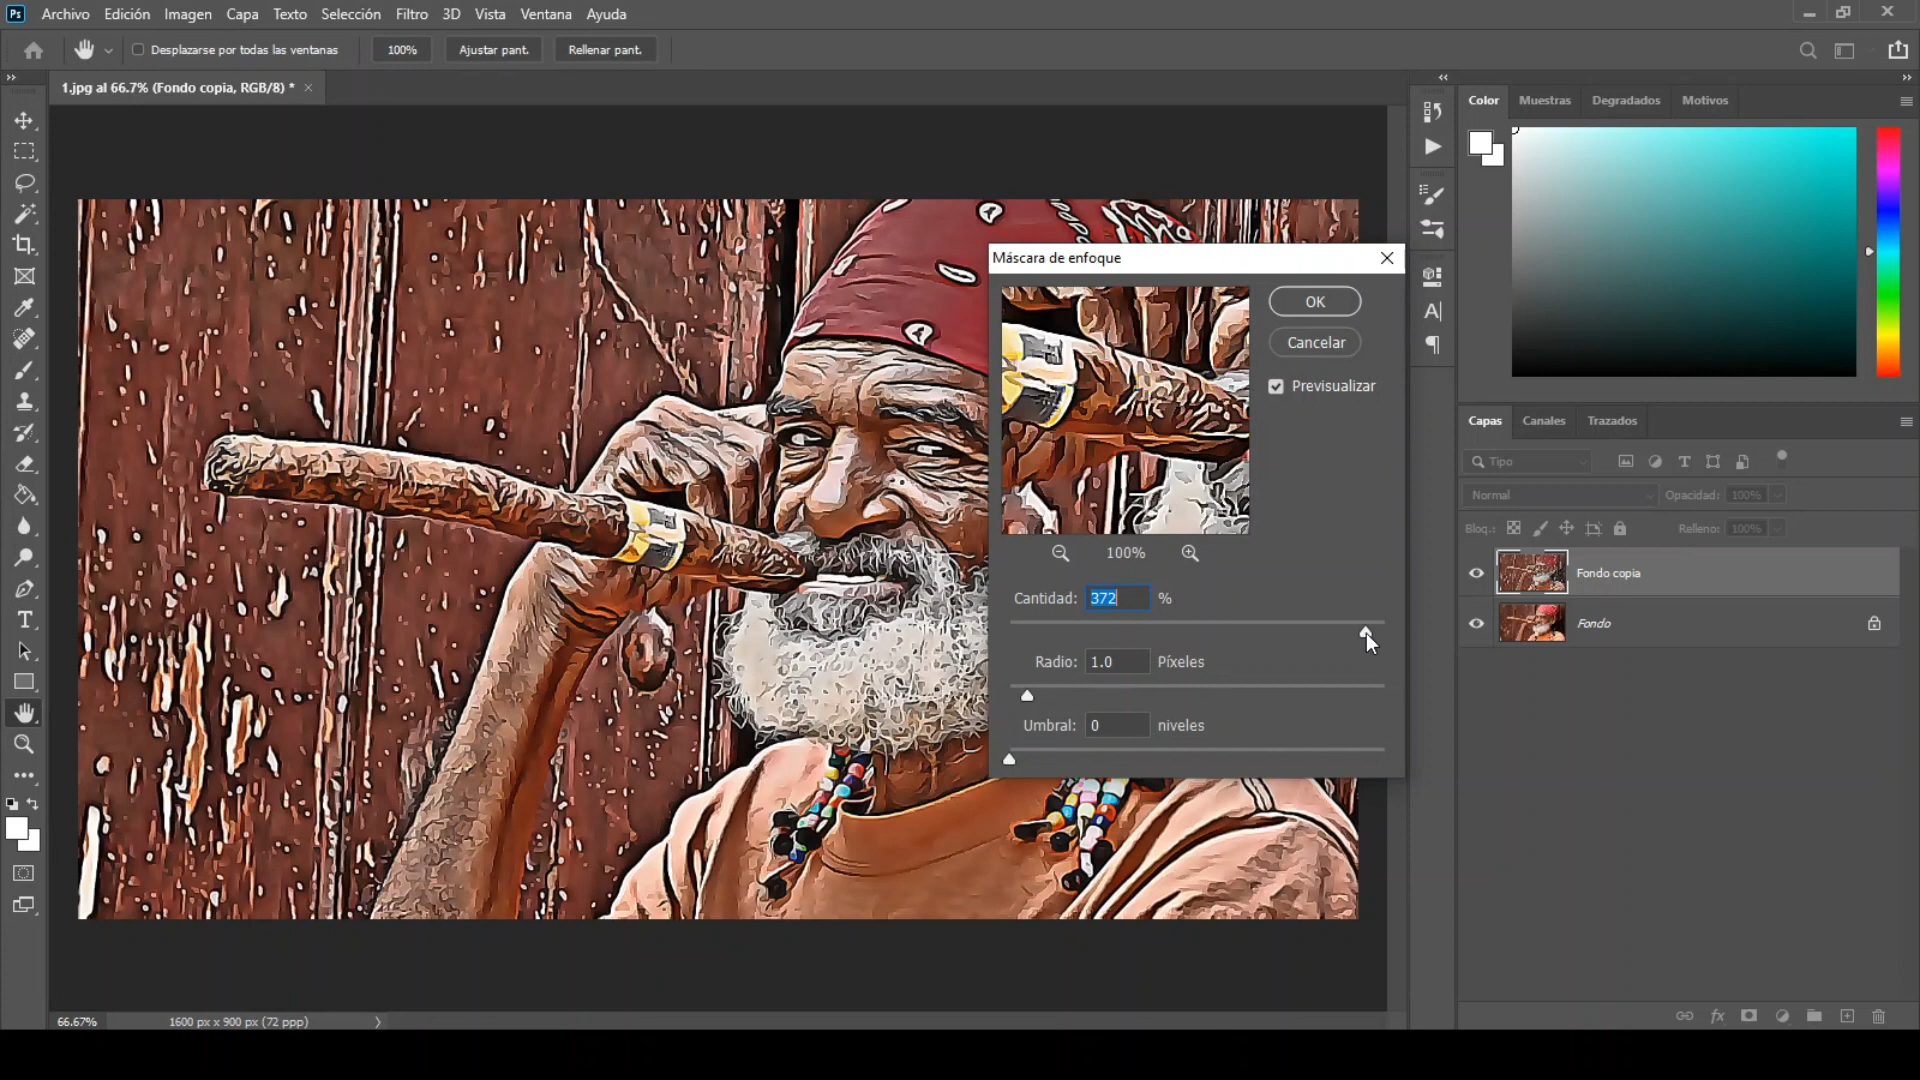 Ps Archivo Edición Imagen Capa Texto Selección Filtro 3D Vista Ventana Ayuda
Desplazarse por todas las ventanas 100% Ajustar pant. Rellenar pant.
1.jpg al 66.7% (Fondo copia, RGB/8) *
Color Muestras Degradados Motivos
Máscara de enfoque
OK
Cancelar
Previsualizar
100%
Cantidad: 372 %
Radio: 1.0 Píxeles
Umbral: 0 niveles
Capas Canales Trazados
Tipo
Normal Opacidad: 100%
Bloq.: Relleno: 100%
Fondo copia
Fondo
66.67% 1600 px x 900 px (72 ppp)